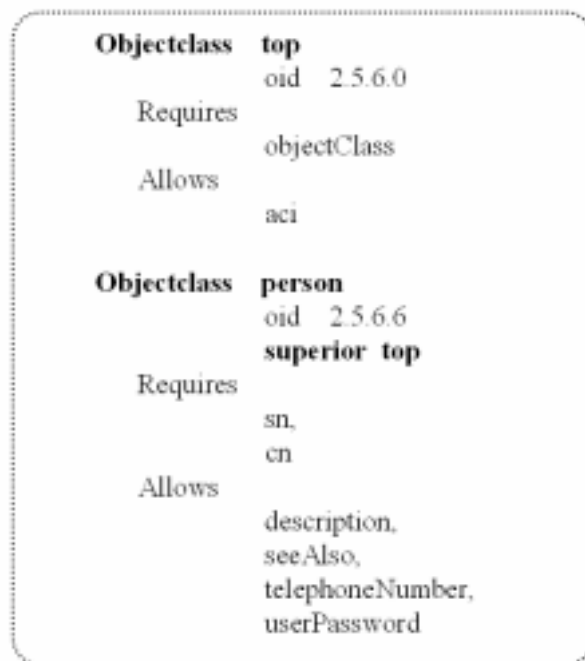 Objectclass top
oid 2.5.6.0
Requires
objectClass
Allows
aci
Objectclass person
oid 2.5.6.6
superior top
Requires
sn,
cn
Allows
description,
seeAlso,
telephoneNumber,
userPassword